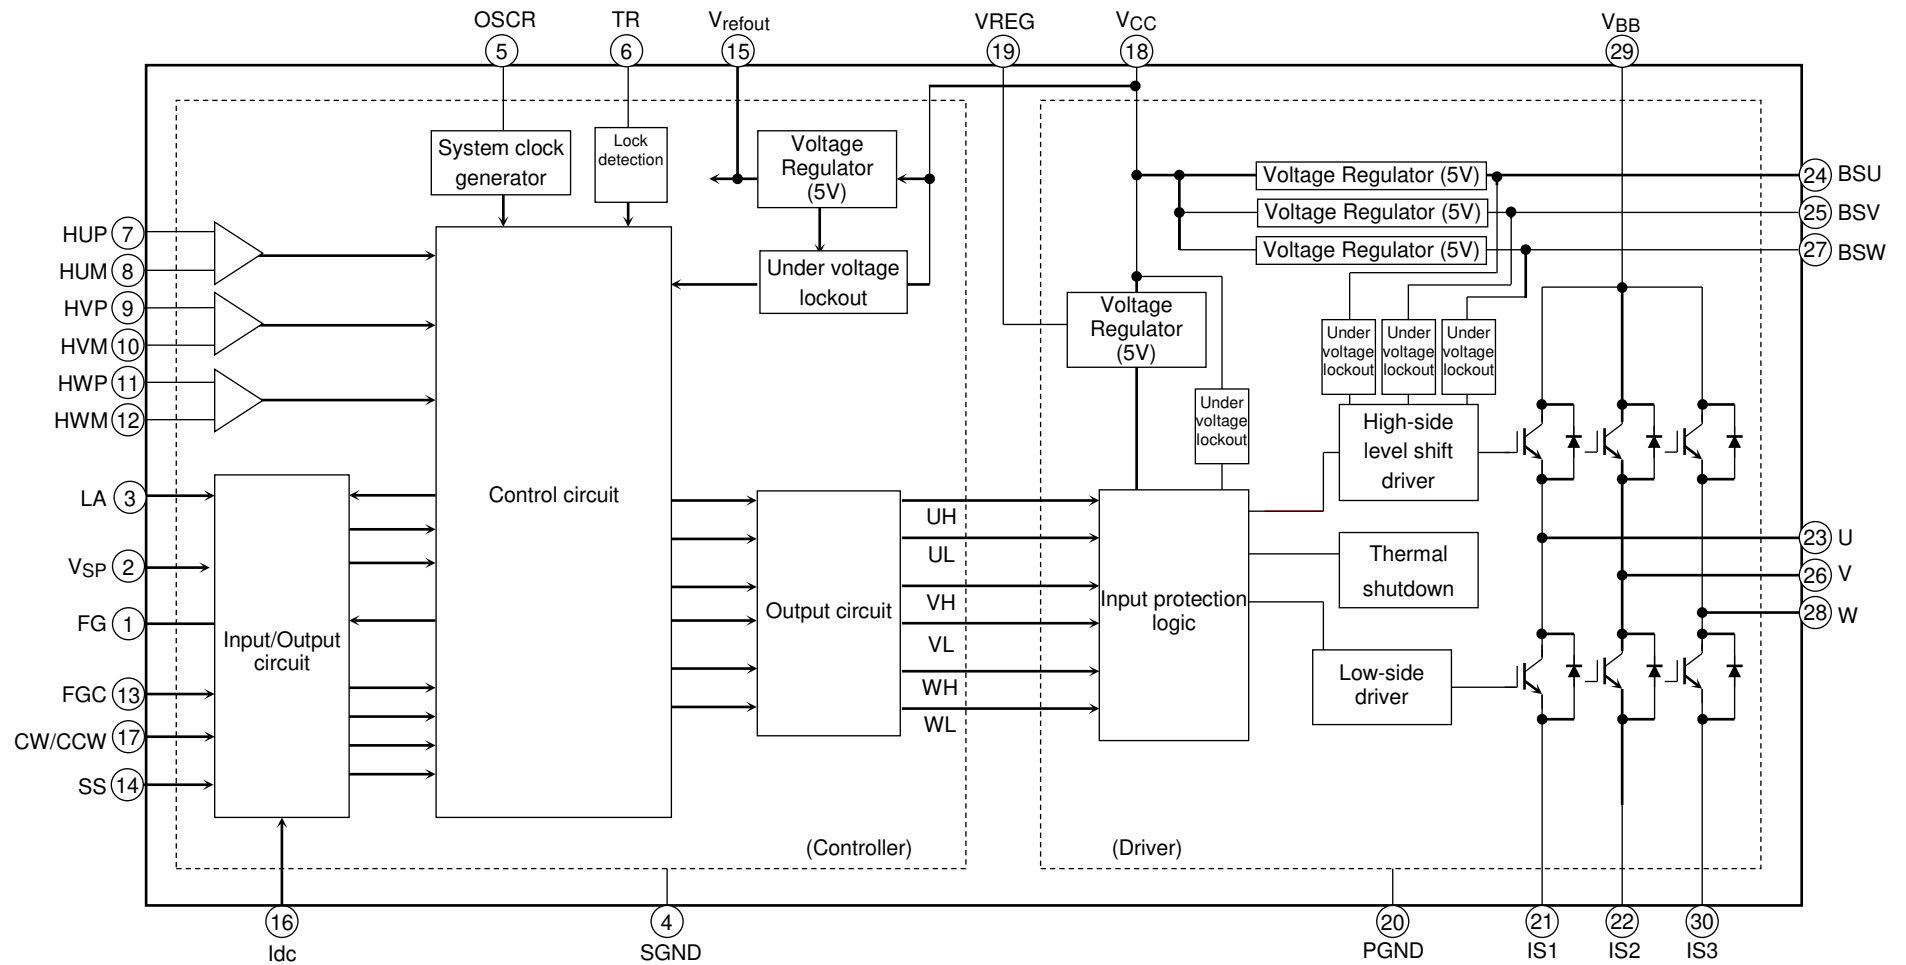 OSCR
5
TR
6
Vrefout
15
VREG
19
VCC
18
VBB
29
System clock
generator
Lock
detection
Voltage
Regulator
(5V)
Under voltage
lockout
Voltage Regulator (5V)
24 BSU
Voltage Regulator (5V)
25 BSV
Voltage Regulator (5V)
27 BSW
HUP 7
HUM 8
HVP 9
HVM 10
HWP 11
HWM 12
Voltage
Regulator
(5V)
Under
voltage
lockout
Under
voltage
lockout
Under
voltage
lockout
Under
voltage
lockout
High-side
level shift
driver
LA 3
VSP 2
FG 1
FGC 13
CW/CCW 17
SS 14
Input/Output
circuit
Control circuit
Output circuit
UH
UL
VH
VL
WH
WL
Input protection
logic
Thermal
shutdown
Low-side
driver
23 U
26 V
28 W
(Controller)
(Driver)
16
Idc
4
SGND
20
PGND
21
IS1
22
IS2
30
IS3